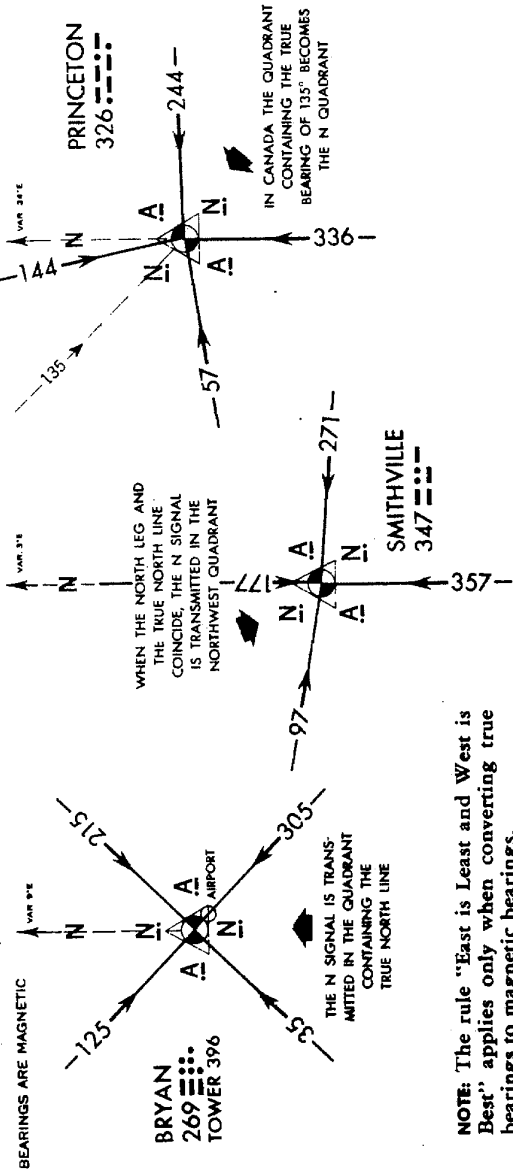 BEARINGS ARE MAGNETIC
VAR 9°E
N
125
215
N
A
A
N
AIRPORT
35
305
BRYAN
269
TOWER 396
THE N SIGNAL IS TRANS-
MITTED IN THE QUADRANT
CONTAINING THE
TRUE NORTH LINE
VAR. 3°E
N
WHEN THE NORTH LEG AND
THE TRUE NORTH LINE
COINCIDE, THE N SIGNAL
IS TRANSMITTED IN THE
NORTHWEST QUADRANT
177
97
271
N
A
A
N
357
SMITHVILLE
347
VAR 24°E
N
144
135
N
A
A
N
57
244
336
PRINCETON
326
IN CANADA THE QUADRANT
CONTAINING THE TRUE
BEARING OF 135° BECOMES
THE N QUADRANT
NOTE: The rule "East is Least and West is
Best" applies only when converting true
bearings to magnetic bearings.